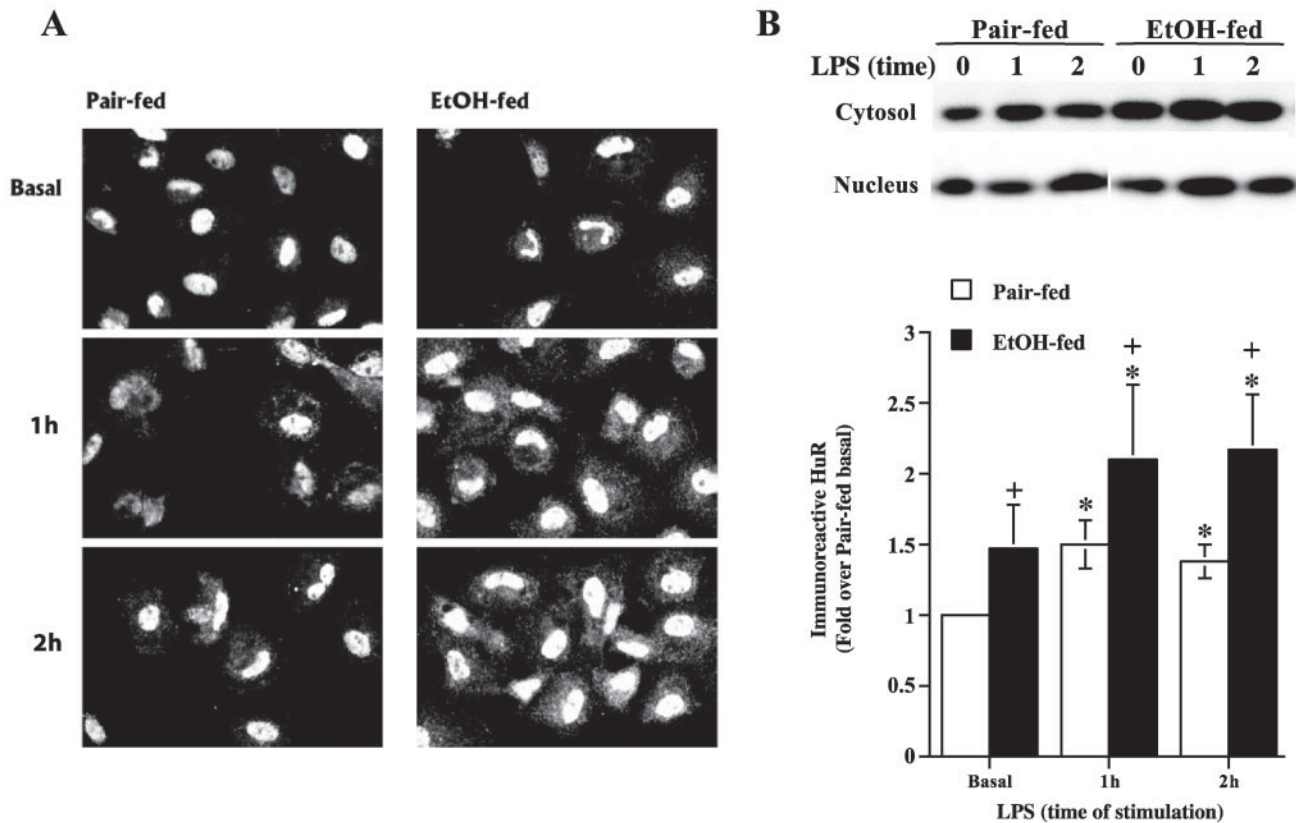 A
Pair-fed EtOH-fed
Basal
1h
2h
B
Pair-fed EtOH-fed
LPS (time) 0 1 2 0 1 2
Cytosol
Nucleus
Pair-fed
EtOH-fed
Immunoreactive HuR
(Fold over Pair-fed basal)
3
2.5
2
1.5
1
0.5
0
+
*
+
*
+
*
*
Basal 1h 2h
LPS (time of stimulation)